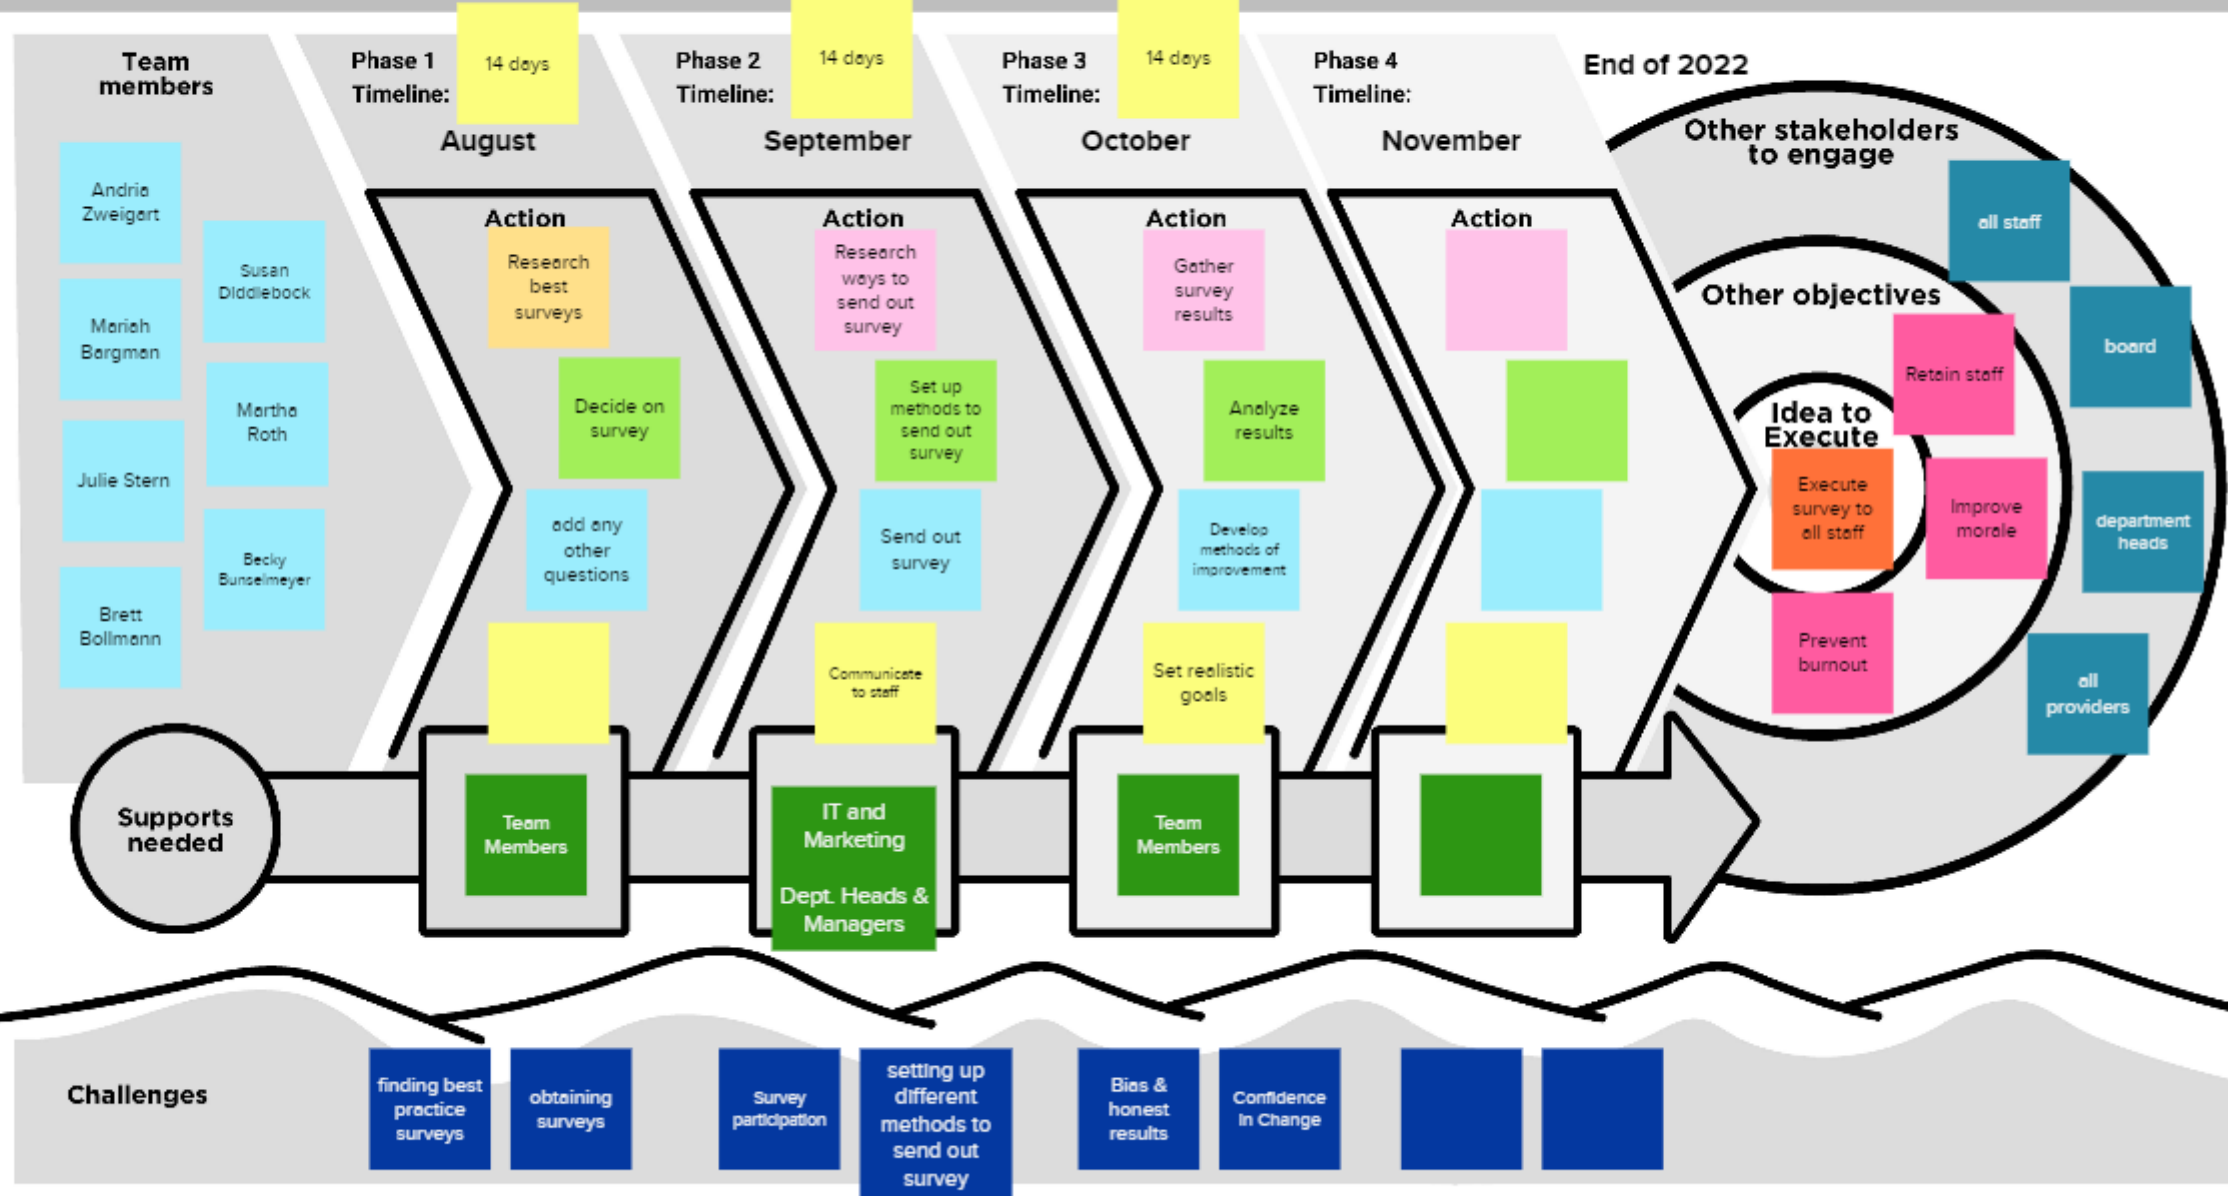 Team
members
Andria
Zweigart
Susan
Diddlebock
Mariah
Bargman
Martha
Roth
Julie Stern
Becky
Bunselmeyer
Brett
Bollmann
Phase 1
Timeline:
14 days
August
Action
Research
best
surveys
Decide on
survey
add any
other
questions
Phase 2
Timeline:
14 days
September
Action
Research
ways to
send out
survey
Set up
methods to
send out
survey
Send out
survey
Communicate
to staff
Phase 3
Timeline:
14 days
October
Action
Gather
survey
results
Analyze
results
Develop
methods of
improvement
Set realistic
goals
Phase 4
Timeline:
November
Action
End of 2022
Other stakeholders
to engage
all staff
board
department
heads
all
providers
Other objectives
Retain staff
Improve
morale
Prevent
burnout
Idea to
Execute
Execute
survey to
all staff
Supports
needed
Team
Members
IT and
Marketing
Dept. Heads &
Managers
Team
Members
Challenges
finding best
practice
surveys
obtaining
surveys
Survey
participation
setting up
different
methods to
send out
survey
Bias &
honest
results
Confidence
in Change